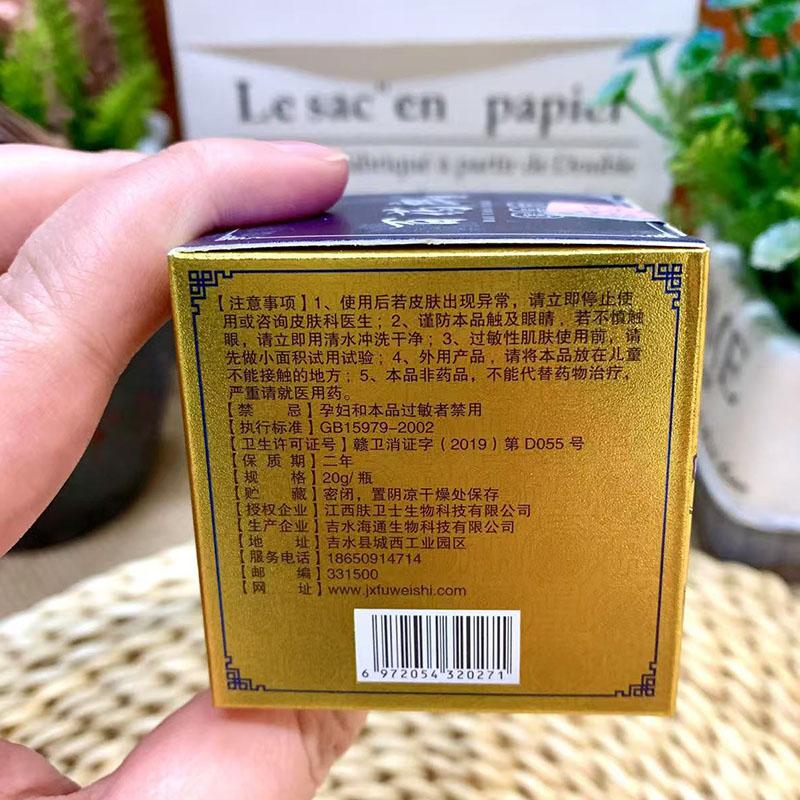 Le sac'en papier
fabriqué a partir de Double
【注意事项】1、使用后若皮肤出现异常，请立即停止使
用或咨询皮肤科医生；2、谨防本品触及眼睛，若不慎触
眼，请立即用清水冲洗干净；3、过敏性肌肤使用前，请
先做小面积试用试验；4、外用产品，请将本品放在儿童
不能接触的地方；5、本品非药品，不能代替药物治疗，
严重请就医用药。
【禁 忌】孕妇和本品过敏者禁用
【执行标准】GB15979-2002
【卫生许可证号】赣卫消证字（2019）第 D055 号
【保 质 期】二年
【规 格】20g/ 瓶
【贮 藏】密闭，置阴凉干燥处保存
【授权企业】江西肤卫士生物科技有限公司
【生产企业】吉水海通生物科技有限公司
【地 址】吉水县城西工业园区
【服务电话】18650914714
【邮 编】331500
【网 址】www.jxfuweishi.com
6 972054 320271